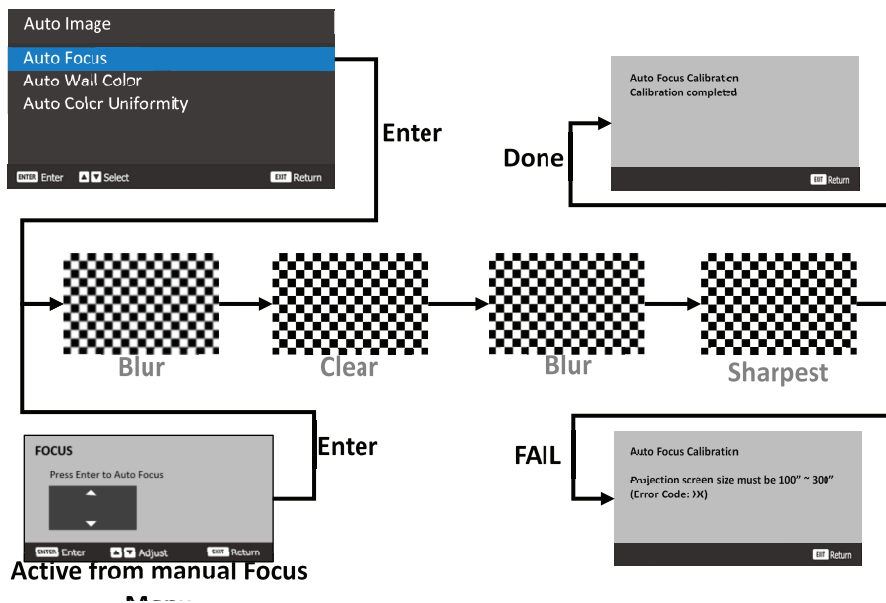 Auto Image
Auto Focus
Auto Wall Color
Auto Color Uniformity
ENTER Enter Select EXIT Return
Enter
Done
Auto Focus Calibration
Calibration completed
EXIT Return
Blur
Clear
Blur
Sharpest
FOCUS
Press Enter to Auto Focus
ENTER Enter Adjust EXIT Return
Enter
Active from manual Focus
FAIL
Auto Focus Calibration
Projection screen size must be 100" ~ 300"
(Error Code: XX)
EXIT Return